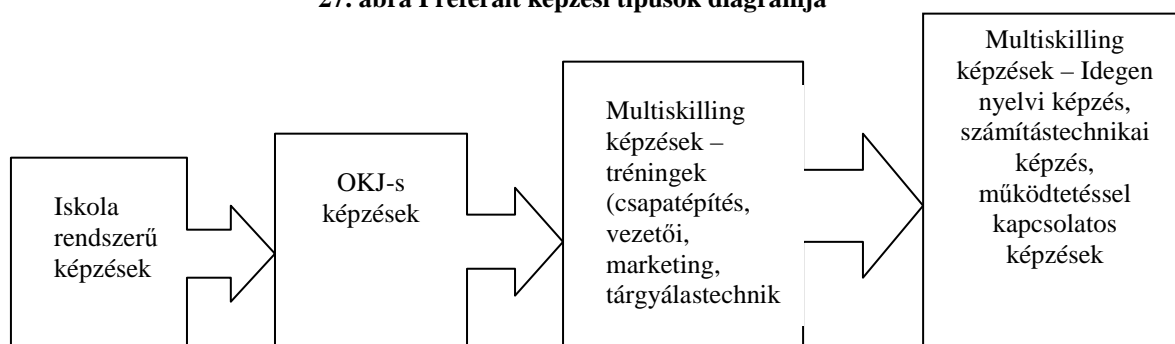 27. ábra Preferált képzési típusok diagramja
Iskola
rendszerű
képzések
OKJ-s
képzések
Multiskilling
képzések –
tréningek
(csapatépítés,
vezetői,
marketing,
tárgyalástechnik
Multiskilling
képzések – Idegen
nyelvi képzés,
számítástechnikai
képzés,
működtetéssel
kapcsolatos
képzések